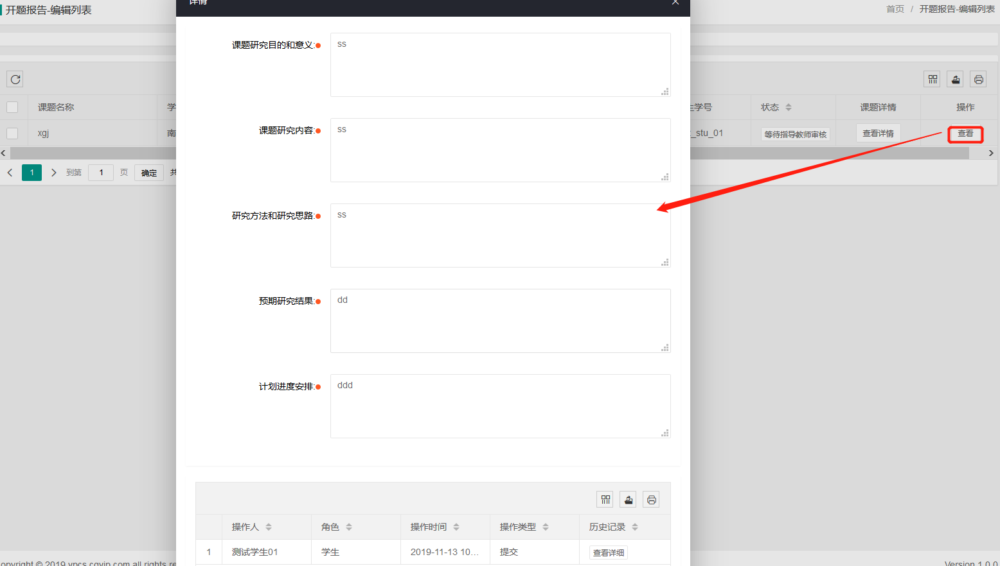 开题报告-编辑列表
首页 / 开题报告-编辑列表
详情
课题研究目的和意义:
ss
课题研究内容:
ss
研究方法和研究思路:
ss
预期研究结果:
dd
计划进度安排:
ddd
课题名称 学 学号 状态 课题详情 操作
xgj 南 _stu_01 等待指导教师审核 查看详情 查看
1 到第 1 页 确定 共
操作人 角色 操作时间 操作类型 历史记录
1 测试学生01 学生 2019-11-13 10... 提交 查看详细
opyright © 2019 vpcs.cqvip.com all rights re
Version 1.0.0